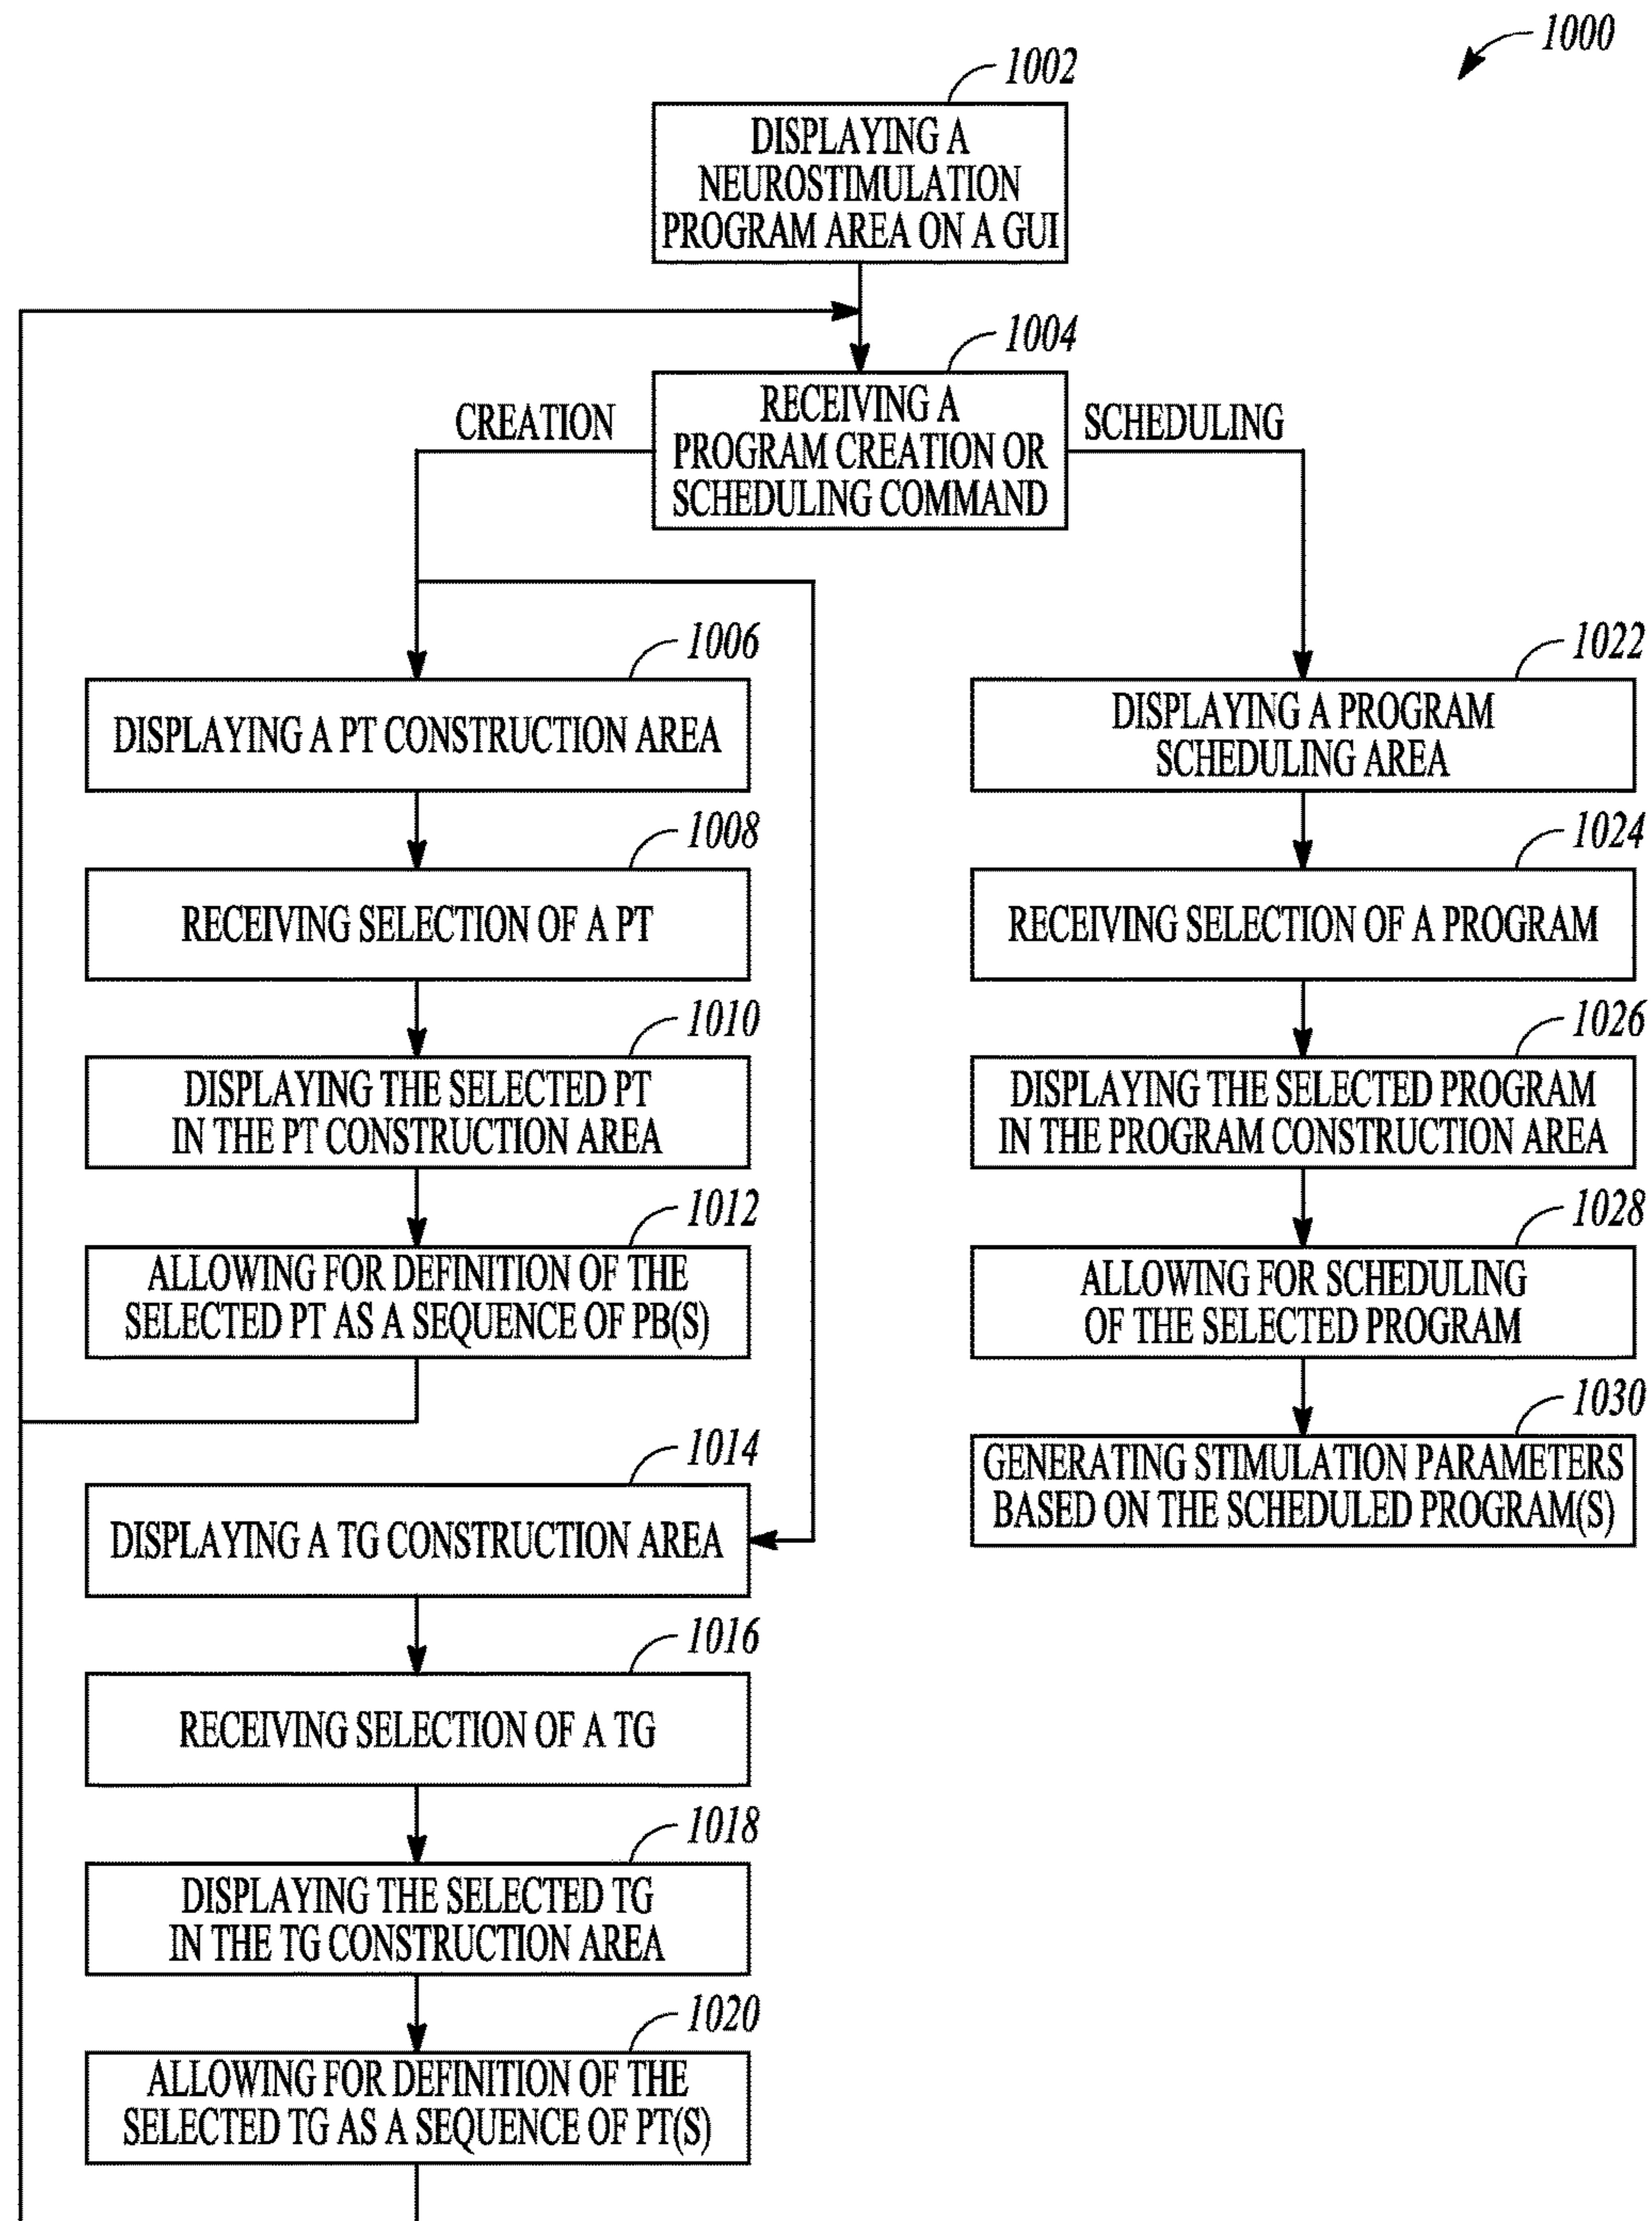 1000
1002
DISPLAYING A
NEUROSTIMULATION
PROGRAM AREA ON A GUI
1004
RECEIVING A
PROGRAM CREATION OR
SCHEDULING COMMAND
CREATION
SCHEDULING
1006
DISPLAYING A PT CONSTRUCTION AREA
1008
RECEIVING SELECTION OF A PT
1010
DISPLAYING THE SELECTED PT
IN THE PT CONSTRUCTION AREA
1012
ALLOWING FOR DEFINITION OF THE
SELECTED PT AS A SEQUENCE OF PB(S)
1014
DISPLAYING A TG CONSTRUCTION AREA
1016
RECEIVING SELECTION OF A TG
1018
DISPLAYING THE SELECTED TG
IN THE TG CONSTRUCTION AREA
1020
ALLOWING FOR DEFINITION OF THE
SELECTED TG AS A SEQUENCE OF PT(S)
1022
DISPLAYING A PROGRAM
SCHEDULING AREA
1024
RECEIVING SELECTION OF A PROGRAM
1026
DISPLAYING THE SELECTED PROGRAM
IN THE PROGRAM CONSTRUCTION AREA
1028
ALLOWING FOR SCHEDULING
OF THE SELECTED PROGRAM
1030
GENERATING STIMULATION PARAMETERS
BASED ON THE SCHEDULED PROGRAM(S)